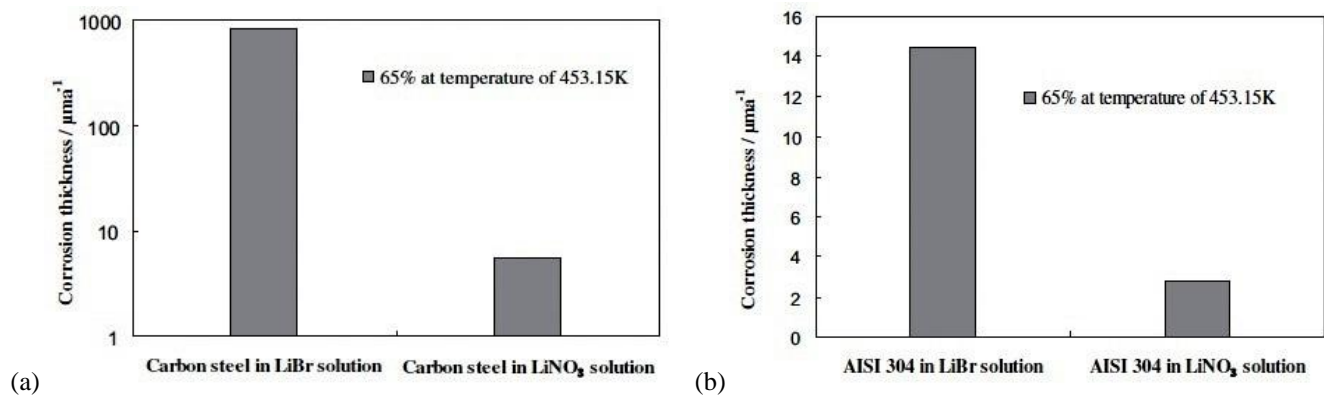 1000
100
10
1
Corrosion thickness / μma⁻¹
65% at temperature of 453.15K
Carbon steel in LiBr solution
Carbon steel in LiNO₃ solution
(a)
16
14
12
10
8
6
4
2
0
Corrosion thickness / μma⁻¹
65% at temperature of 453.15K
AISI 304 in LiBr solution
AISI 304 in LiNO₃ solution
(b)